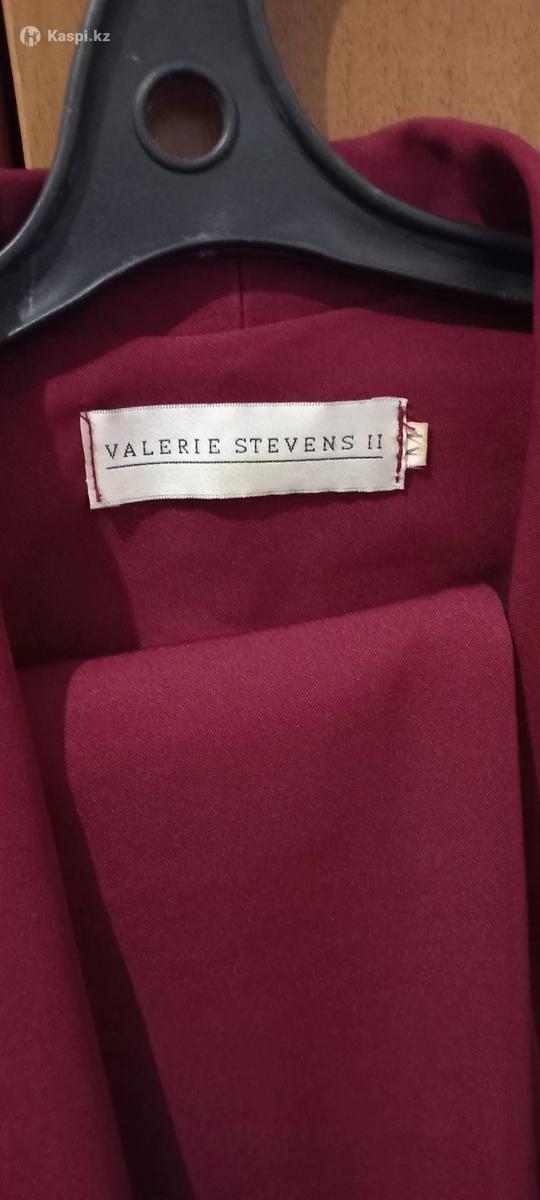 Kaspi.kz
VALERIE STEVENS II
M